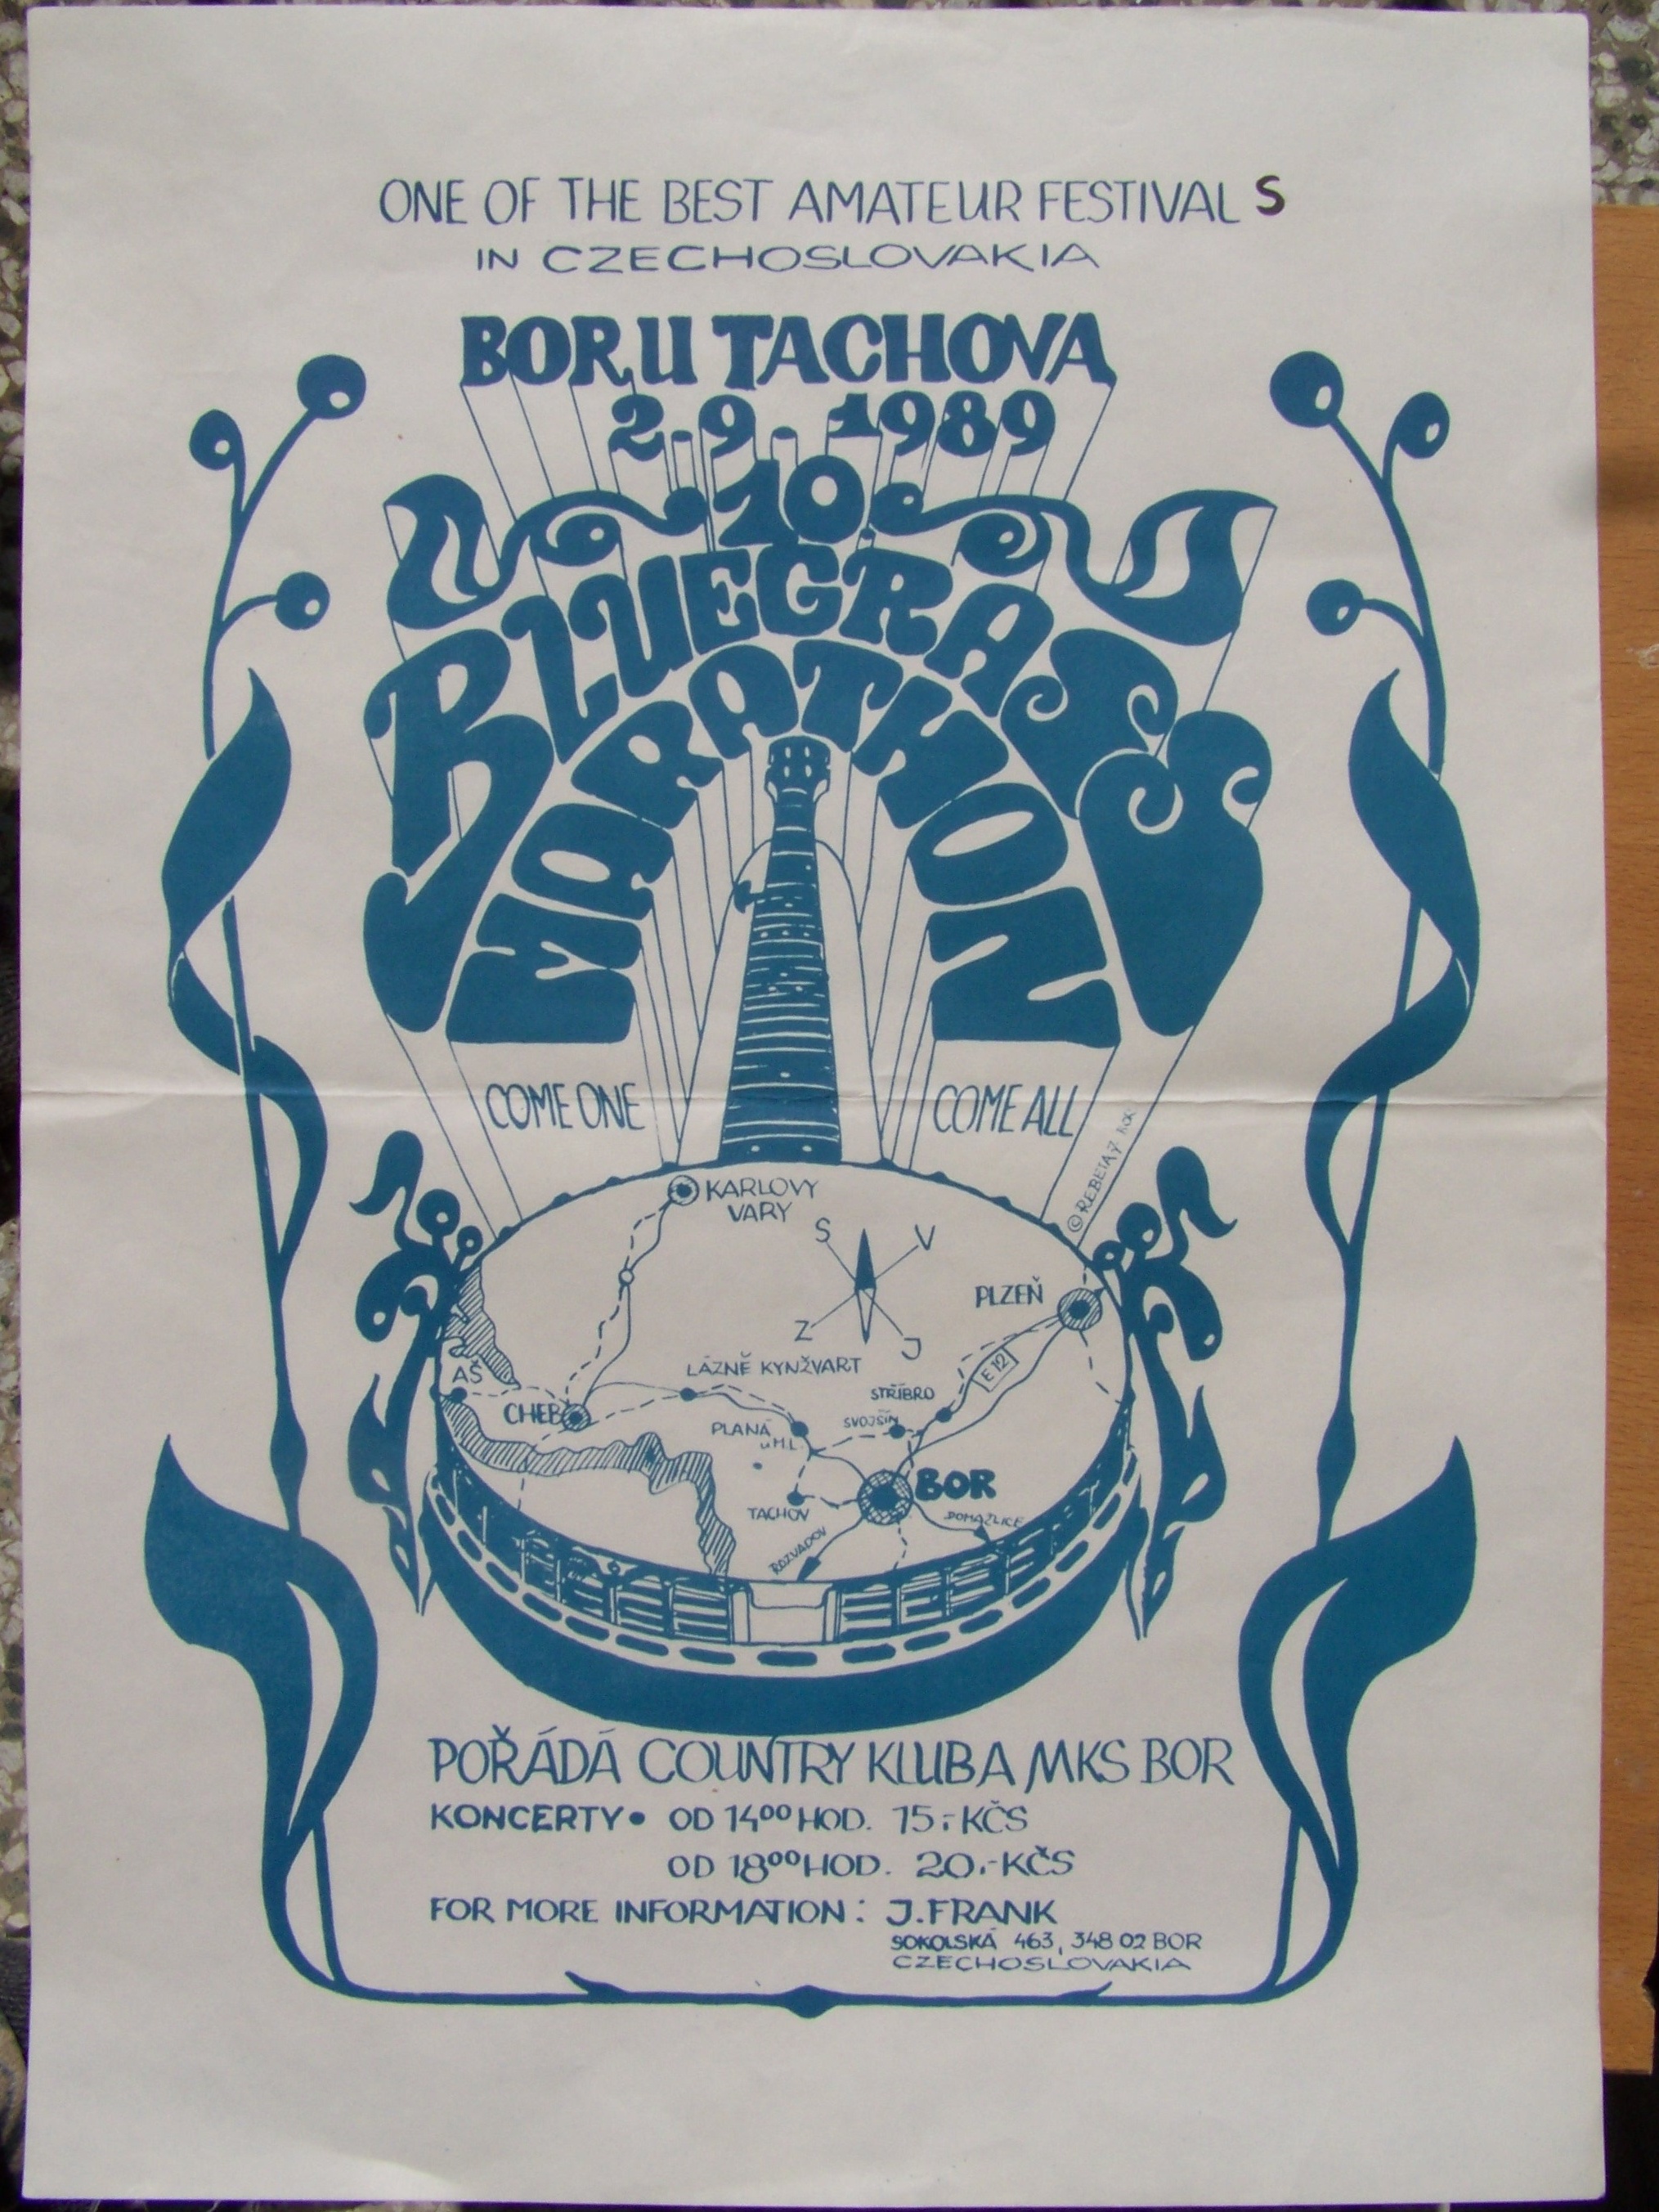 ONE OF THE BEST AMATEUR FESTIVALS
IN CZECHOSLOVAKIA
BOR U TACHOVA
2.9.1989
10.
BLUEGRASS
MARATHON
COME ONE
COME ALL
© REBETAJZ ROK
KARLOVY
VARY
S
V
Z
J
PLZEŇ
E 12
AŠ
CHEB
LÁZNĚ KYNŽVART
STŘÍBRO
SVOJŠÍN
PLANÁ
u M.L.
TACHOV
BOR
DOMAŽLICE
ROZVADOV
POŘÁDÁ COUNTRY KLUB A MKS BOR
KONCERTY • OD 14⁰⁰ HOD. 15,- KČS
OD 18⁰⁰ HOD. 20,- KČS
FOR MORE INFORMATION: J. FRANK
SOKOLSKÁ 463, 348 02 BOR
CZECHOSLOVAKIA